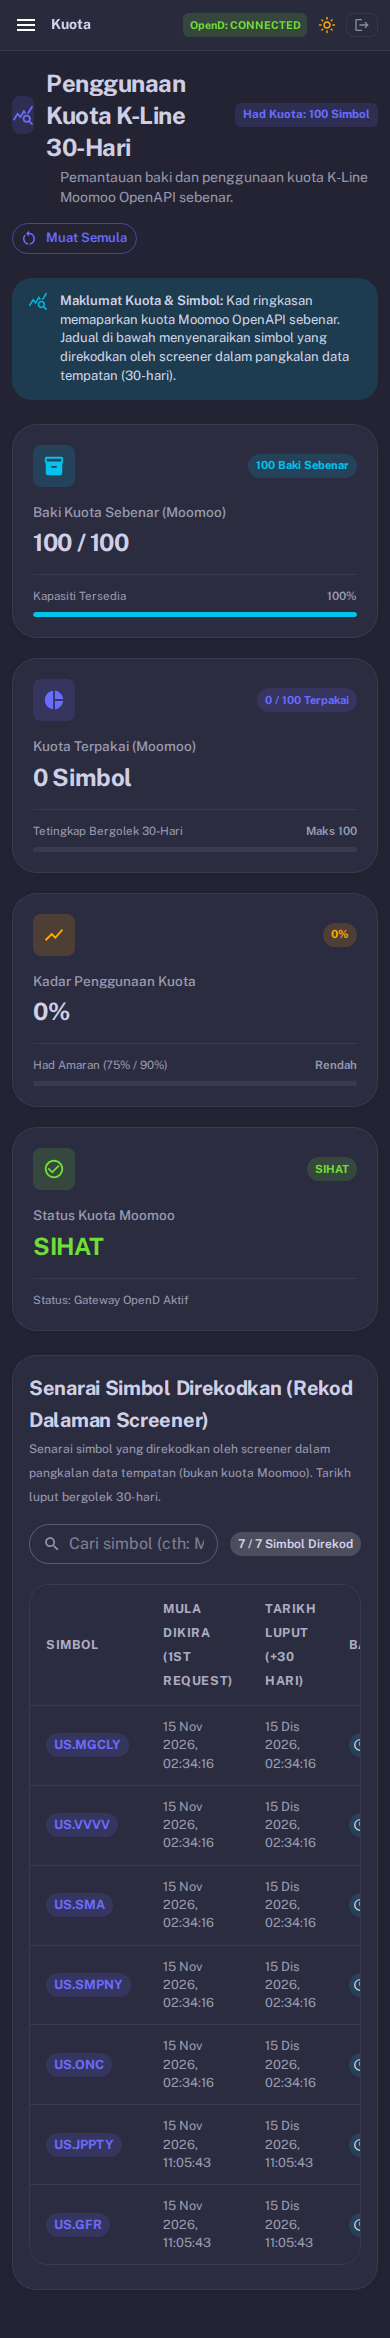 Kuota
OpenD: CONNECTED
Penggunaan
Kuota K-Line
30-Hari
Had Kuota: 100 Simbol
Pemantauan baki dan penggunaan kuota K-Line
Moomoo OpenAPI sebenar.
Muat Semula
Maklumat Kuota & Simbol: Kad ringkasan
memaparkan kuota Moomoo OpenAPI sebenar.
Jadual di bawah menyenaraikan simbol yang
direkodkan oleh screener dalam pangkalan data
tempatan (30-hari).
100 Baki Sebenar
Baki Kuota Sebenar (Moomoo)
100 / 100
Kapasiti Tersedia 100%
0 / 100 Terpakai
Kuota Terpakai (Moomoo)
0 Simbol
Tetingkap Bergolek 30-Hari Maks 100
0%
Kadar Penggunaan Kuota
0%
Had Amaran (75% / 90%) Rendah
SIHAT
Status Kuota Moomoo
SIHAT
Status: Gateway OpenD Aktif
Senarai Simbol Direkodkan (Rekod
Dalaman Screener)
Senarai simbol yang direkodkan oleh screener dalam
pangkalan data tempatan (bukan kuota Moomoo). Tarikh
luput bergolek 30-hari.
Cari simbol (cth: M
7 / 7 Simbol Direkod
SIMBOL
MULA
DIKIRA
(1ST
REQUEST)
TARIKH
LUPUT
(+30
HARI)
US.MGCLY
15 Nov
2026,
02:34:16
15 Dis
2026,
02:34:16
US.VVVV
15 Nov
2026,
02:34:16
15 Dis
2026,
02:34:16
US.SMA
15 Nov
2026,
02:34:16
15 Dis
2026,
02:34:16
US.SMPNY
15 Nov
2026,
02:34:16
15 Dis
2026,
02:34:16
US.ONC
15 Nov
2026,
02:34:16
15 Dis
2026,
02:34:16
US.JPPTY
15 Nov
2026,
11:05:43
15 Dis
2026,
11:05:43
US.GFR
15 Nov
2026,
11:05:43
15 Dis
2026,
11:05:43